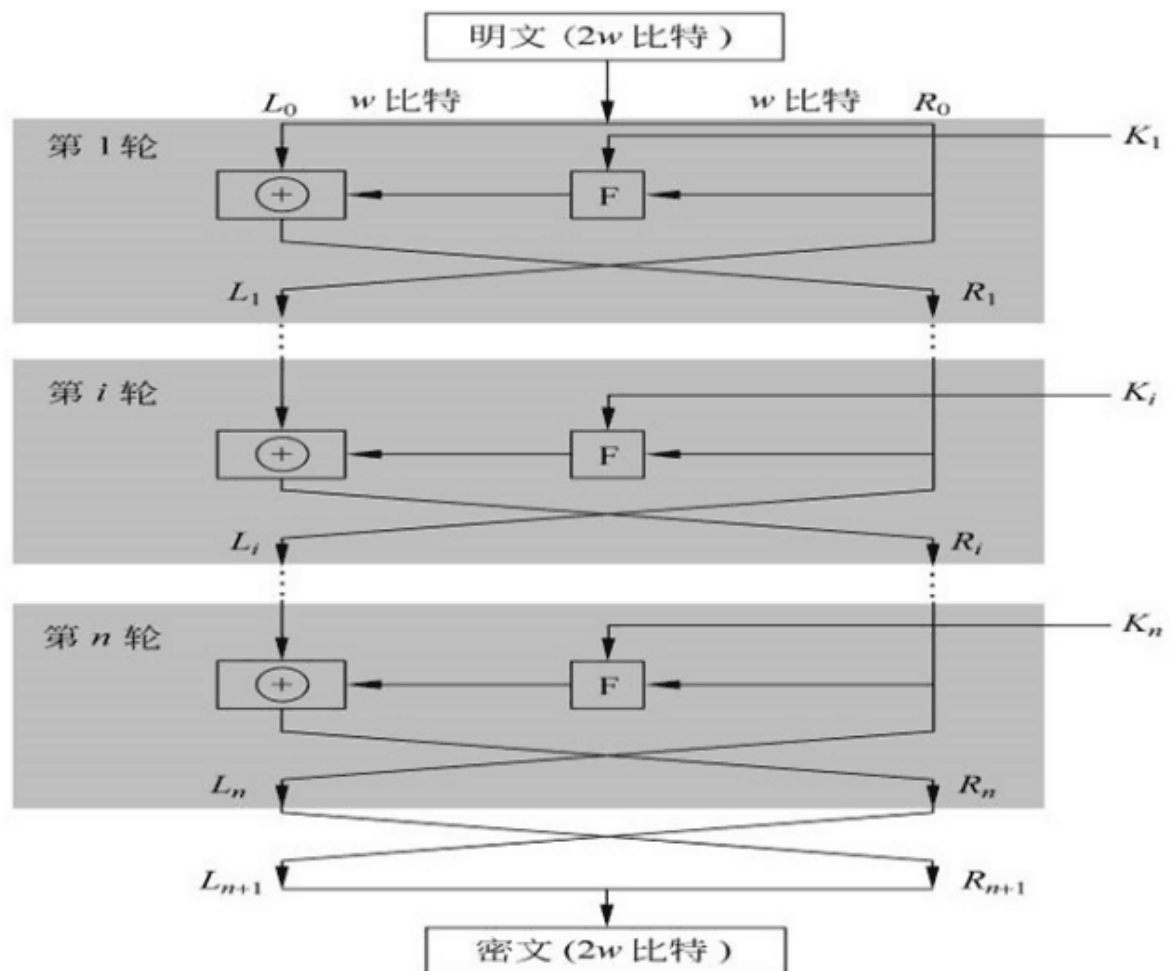 明文 (2w 比特)
L₀ w 比特 w 比特 R₀
第 1 轮 K₁
+ F
L₁ R₁
第 i 轮 Kᵢ
+ F
Lᵢ Rᵢ
第 n 轮 Kₙ
+ F
Lₙ Rₙ
Lₙ₊₁ Rₙ₊₁
密文 (2w 比特)